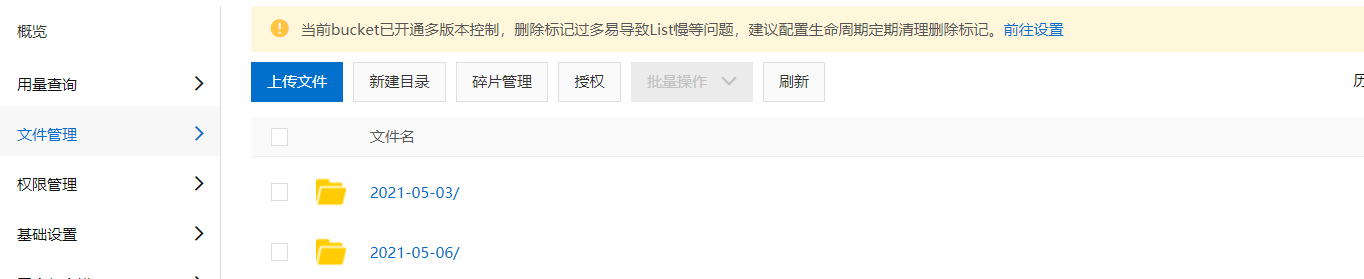 概览
用量查询
文件管理
权限管理
基础设置
当前bucket已开通多版本控制，删除标记过多易导致List慢等问题，建议配置生命周期定期清理删除标记。前往设置
上传文件 新建目录 碎片管理 授权 批量操作 刷新
文件名
2021-05-03/
2021-05-06/